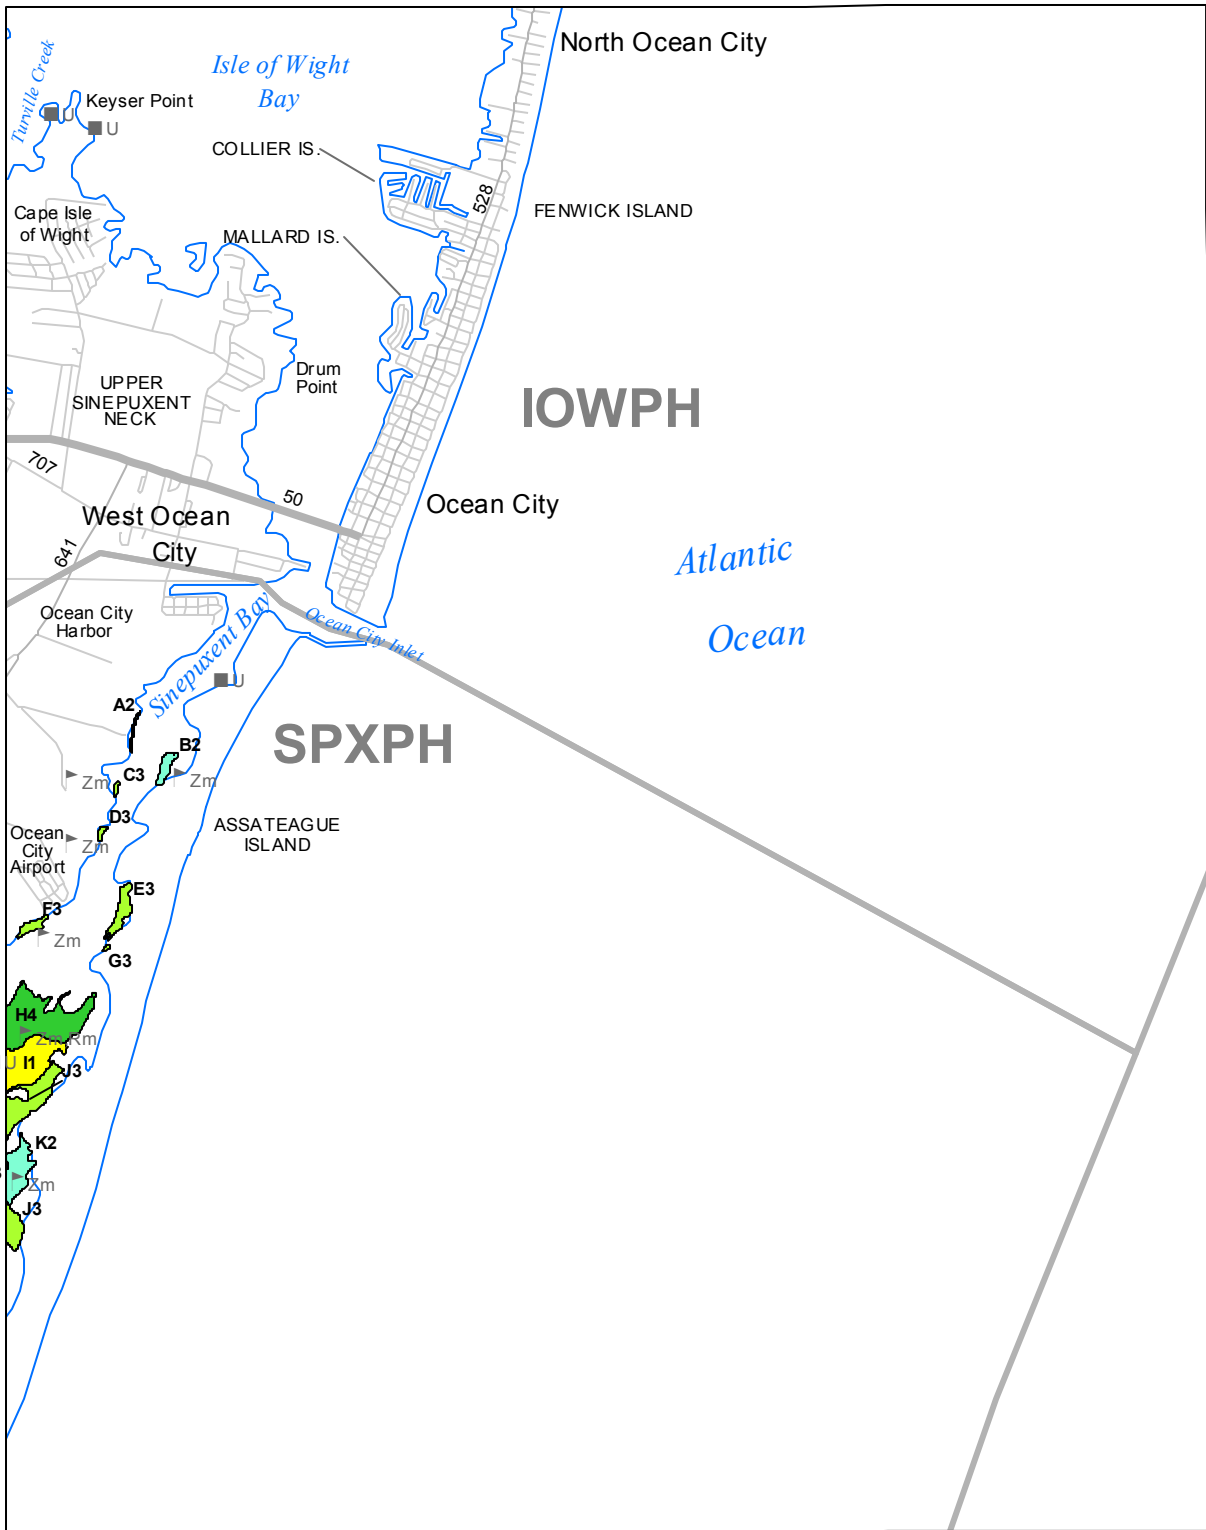 North Ocean City
Isle of Wight
Bay
Turville Creek
Keyser Point
U
U
COLLIER IS.
528
FENWICK ISLAND
Cape Isle
of Wight
MALLARD IS.
Drum
Point
UPPER
SINEPUXENT
NECK
IOWPH
707
50
Ocean City
West Ocean
City
641
Atlantic
Ocean
Ocean City
Harbor
Sinepuxent Bay
Ocean City Inlet
U
A2
SPXPH
B2
Zm
C3
Zm
D3
Zm
ASSATEAGUE
ISLAND
Ocean
City
Airport
E3
F3
Zm
G3
H4
Zm Rm
U
I1
J3
K2
Zm
J3